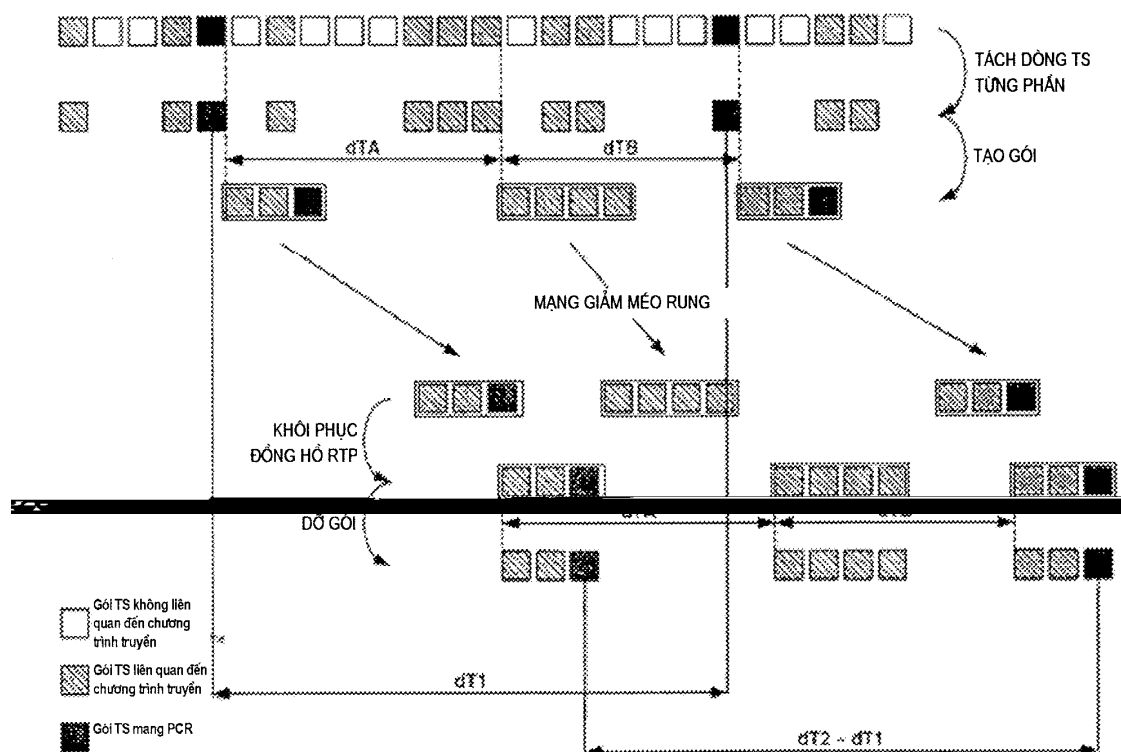 TÁCH DÒNG TS
TỪNG PHẦN
dTA
dTB
TẠO GÓI
MẠNG GIẢM MÉO RUNG
KHÔI PHỤC
ĐỒNG HỒ RTP
DỠ GÓI
Gói TS không liên
quan đến chương
trình truyền
Gói TS liên quan đến
chương trình truyền
dT1
Gói TS mang PCR
dT2 - dT1